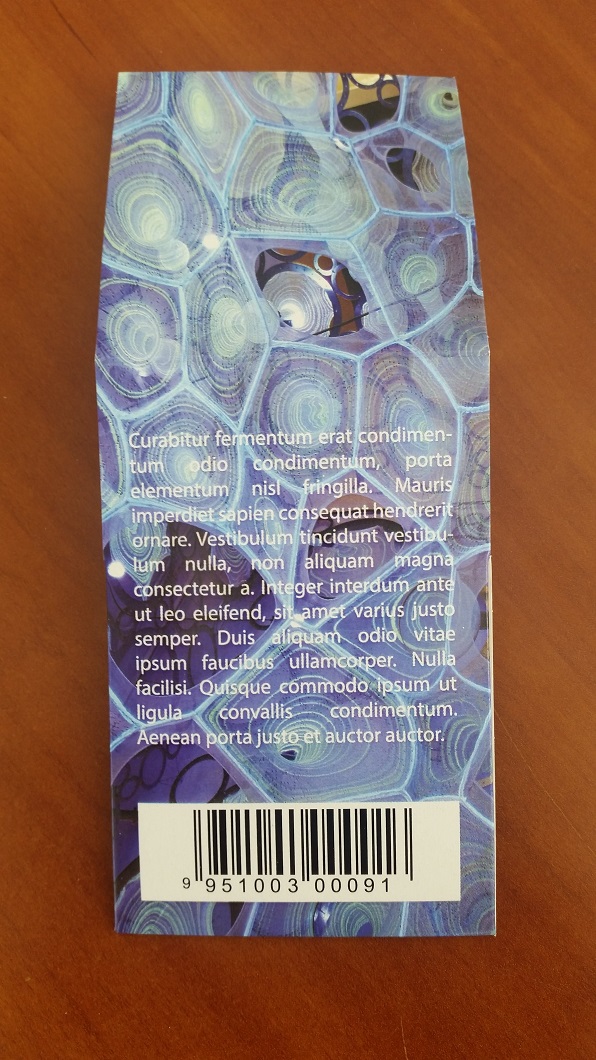 Curabitur fermentum erat condimen-
tum odio condimentum, porta
elementum nisl fringilla. Mauris
imperdiet sapien consequat hendrerit
ornare. Vestibulum tincidunt vestibu-
lum nulla, non aliquam magna
consectetur a. Integer interdum ante
ut leo eleifend, sit amet varius justo
semper. Duis aliquam odio vitae
ipsum faucibus ullamcorper. Nulla
facilisi. Quisque commodo ipsum ut
ligula convallis condimentum.
Aenean porta justo et auctor auctor.
9 951003 00091